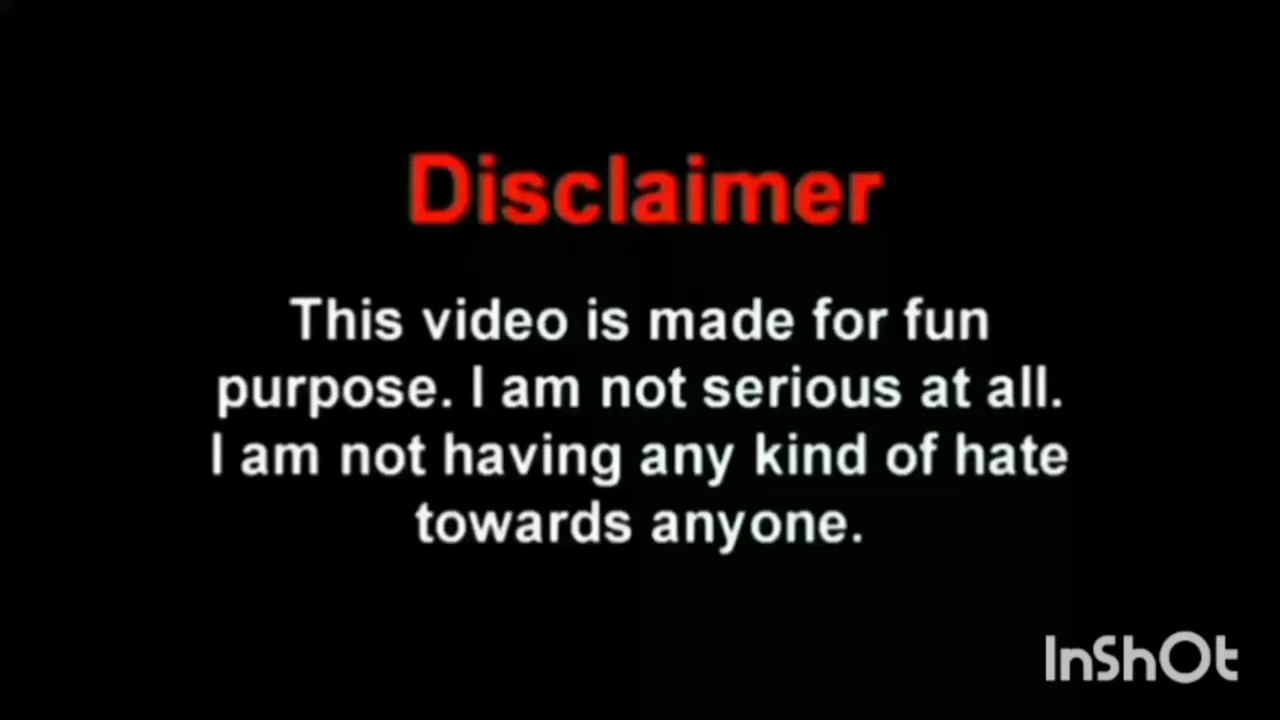 Disclaimer
This video is made for fun
purpose. I am not serious at all.
I am not having any kind of hate
towards anyone.
InShOt